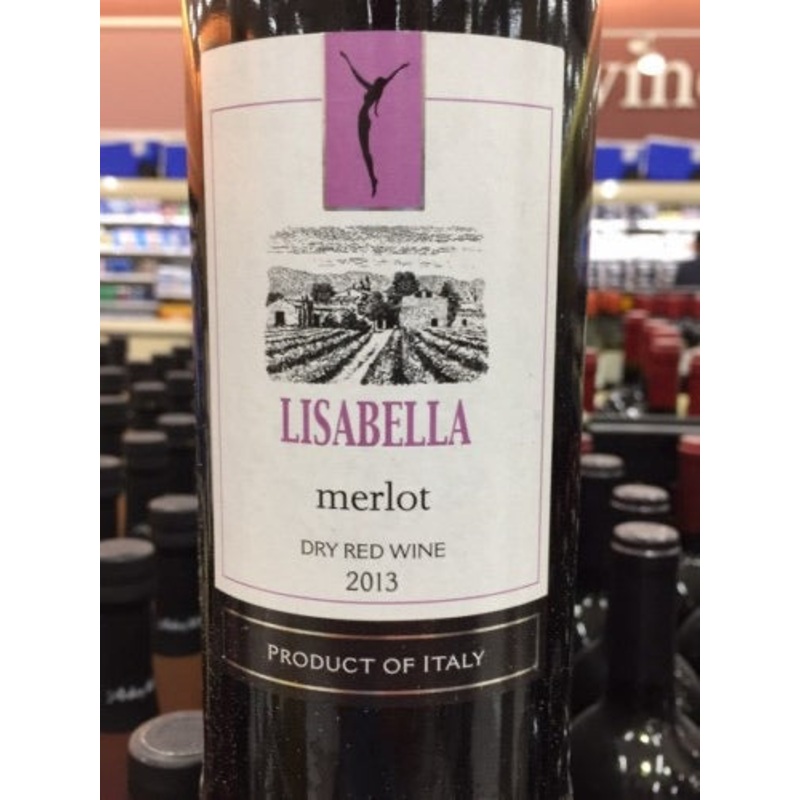 LISABELLA
merlot
DRY RED WINE
2013
PRODUCT OF ITALY